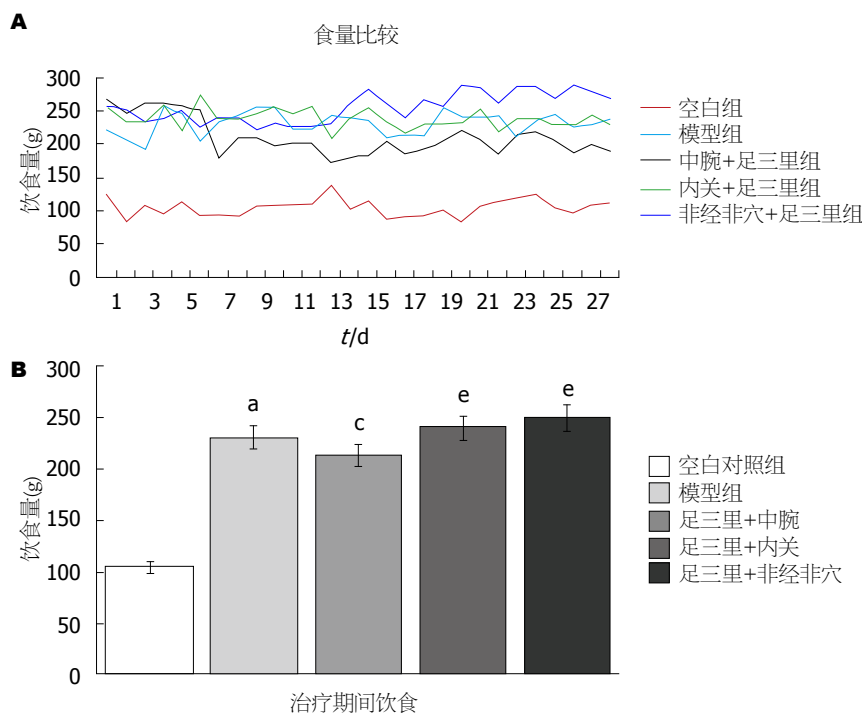 A
食量比较
300
250
200
150
100
50
0
饮食量(g)
1 3 5 7 9 11 13 15 17 19 21 23 25 27
t/d
空白组
模型组
中腕+足三里组
内关+足三里组
非经非穴+足三里组
B
300
250
200
150
100
50
0
饮食量(g)
a
c
e
e
治疗期间饮食
空白对照组
模型组
足三里+中腕
足三里+内关
足三里+非经非穴